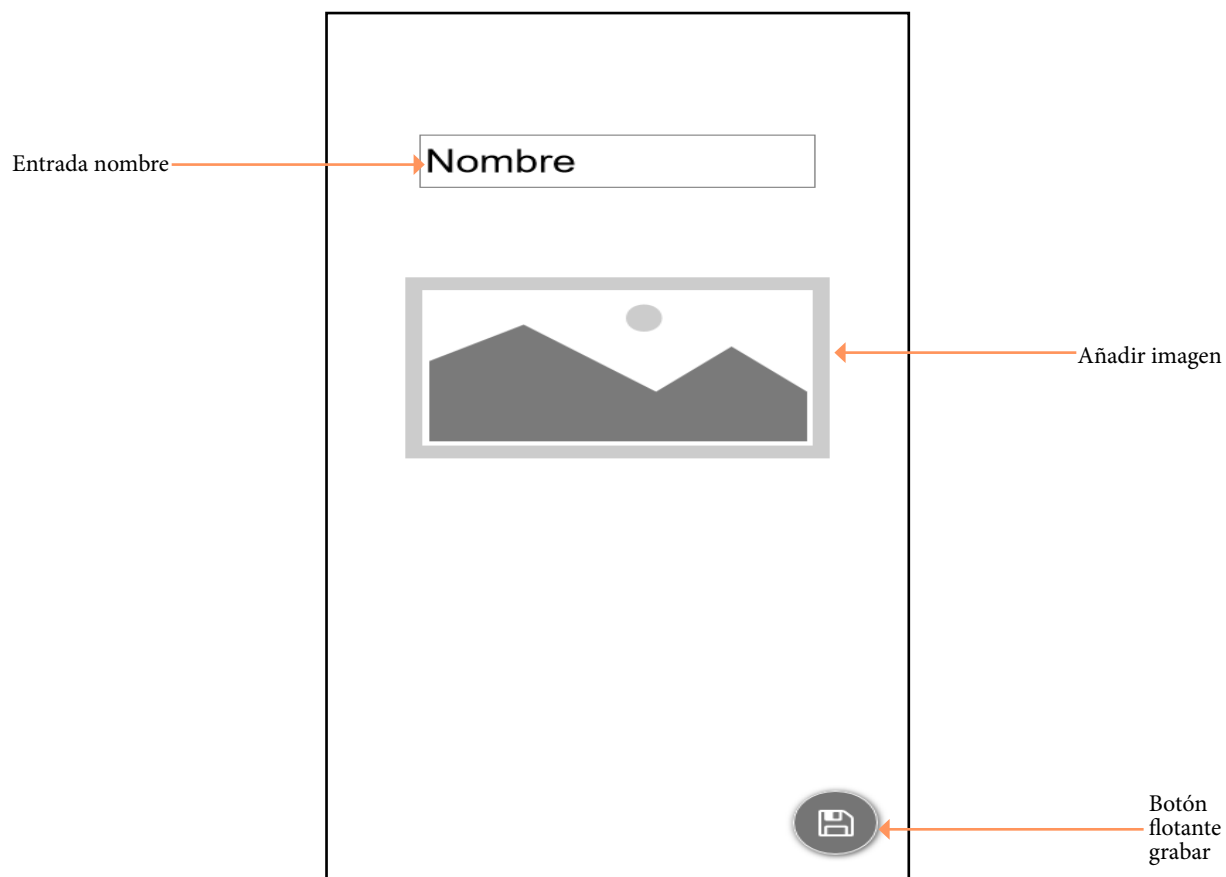 Entrada nombre
Nombre
Añadir imagen
Botón
flotante
grabar